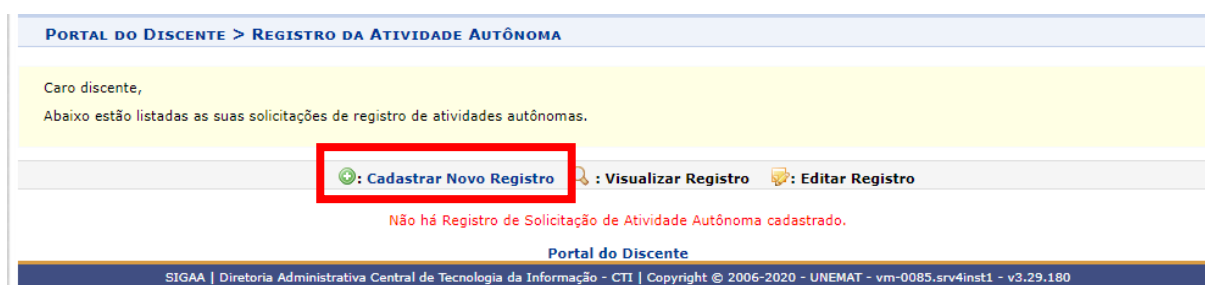 PORTAL DO DISCENTE > REGISTRO DA ATIVIDADE AUTÔNOMA
Caro discente,
Abaixo estão listadas as suas solicitações de registro de atividades autônomas.
: Cadastrar Novo Registro : Visualizar Registro : Editar Registro
Não há Registro de Solicitação de Atividade Autônoma cadastrado.
Portal do Discente
SIGAA | Diretoria Administrativa Central de Tecnologia da Informação - CTI | Copyright © 2006-2020 - UNEMAT - vm-0085.srv4inst1 - v3.29.180